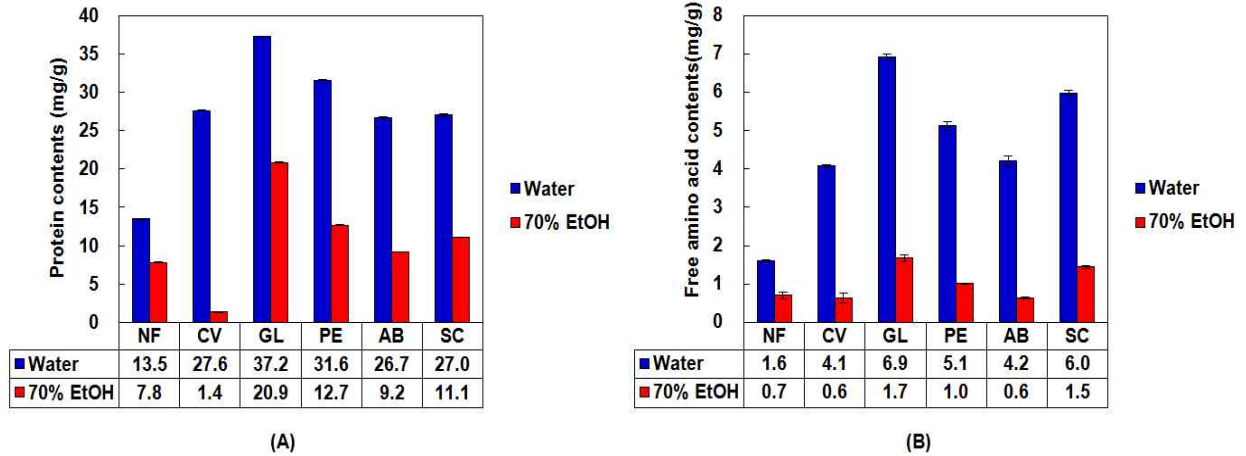 Protein contents (mg/g)
40
35
30
25
20
15
10
5
0
NF CV GL PE AB SC
Water 13.5 27.6 37.2 31.6 26.7 27.0
70% EtOH 7.8 1.4 20.9 12.7 9.2 11.1
Water
70% EtOH
(A)
Free amino acid contents(mg/g)
8
7
6
5
4
3
2
1
0
NF CV GL PE AB SC
Water 1.6 4.1 6.9 5.1 4.2 6.0
70% EtOH 0.7 0.6 1.7 1.0 0.6 1.5
Water
70% EtOH
(B)